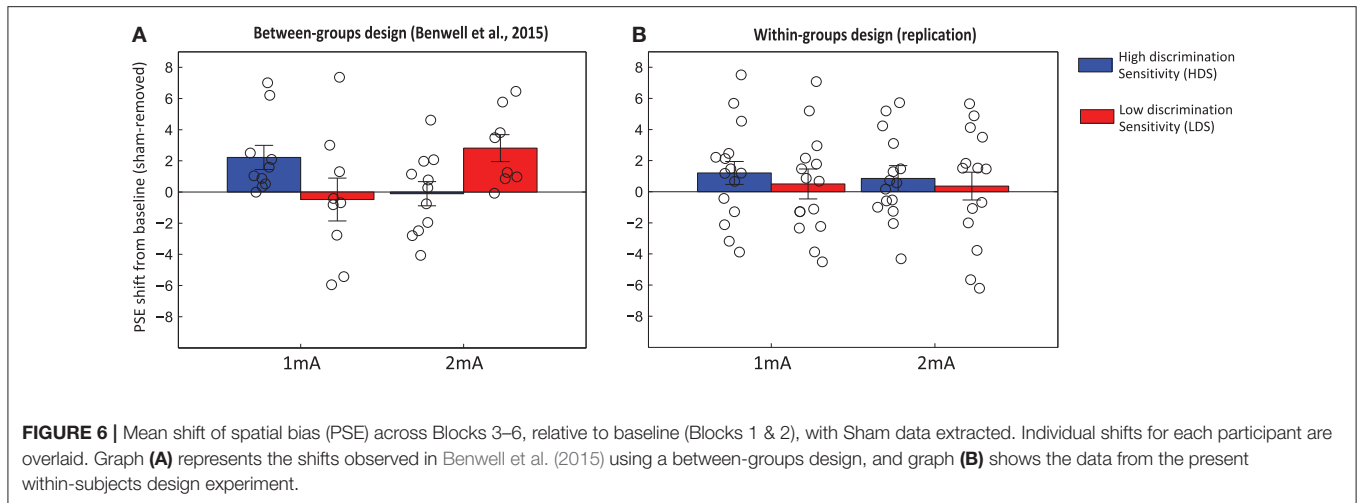 A
Between-groups design (Benwell et al., 2015)
PSE shift from baseline (sham-removed)
8
6
4
2
0
−2
−4
−6
−8
1mA
2mA
B
Within-groups design (replication)
8
6
4
2
0
−2
−4
−6
−8
1mA
2mA
High discrimination
Sensitivity (HDS)
Low discrimination
Sensitivity (LDS)
FIGURE 6 | Mean shift of spatial bias (PSE) across Blocks 3–6, relative to baseline (Blocks 1 & 2), with Sham data extracted. Individual shifts for each participant are
overlaid. Graph (A) represents the shifts observed in Benwell et al. (2015) using a between-groups design, and graph (B) shows the data from the present
within-subjects design experiment.